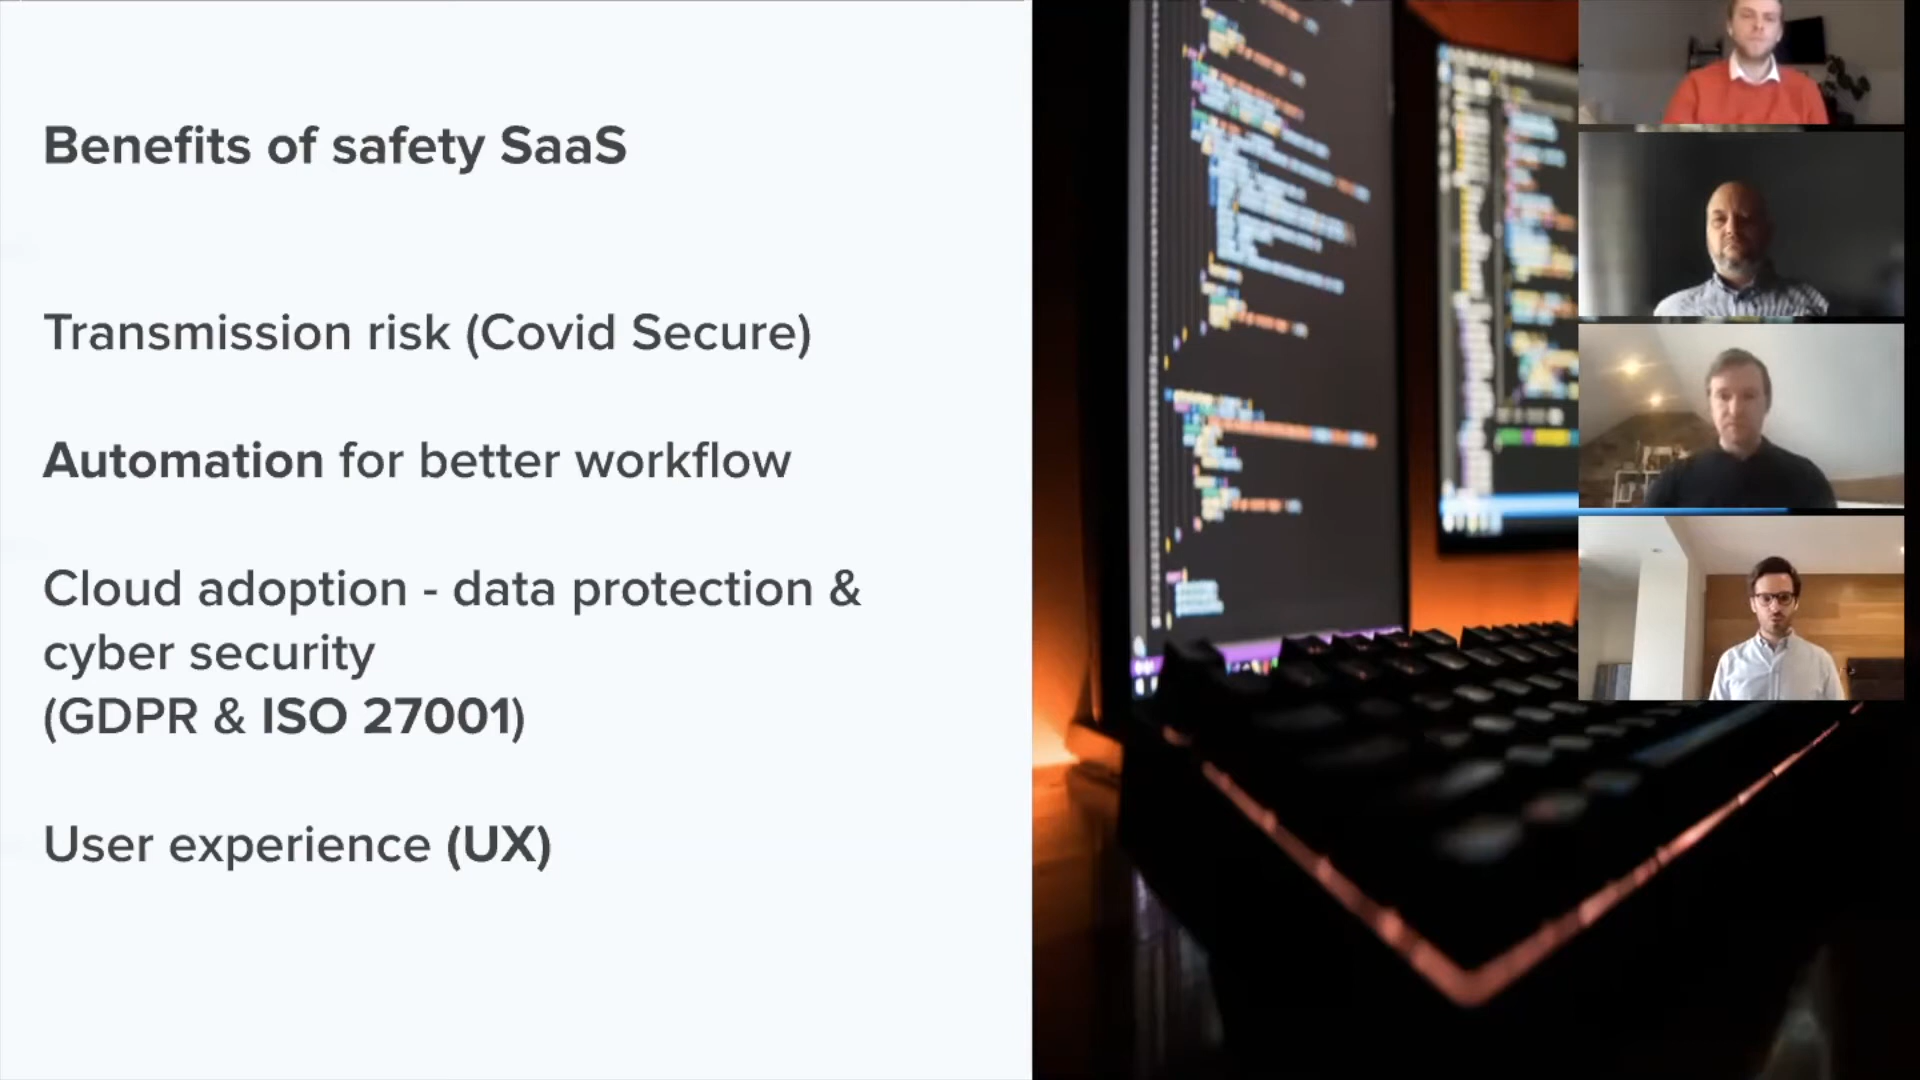 Benefits of safety SaaS
Transmission risk (Covid Secure)
Automation for better workflow
Cloud adoption - data protection &
cyber security
(GDPR & ISO 27001)
User experience (UX)